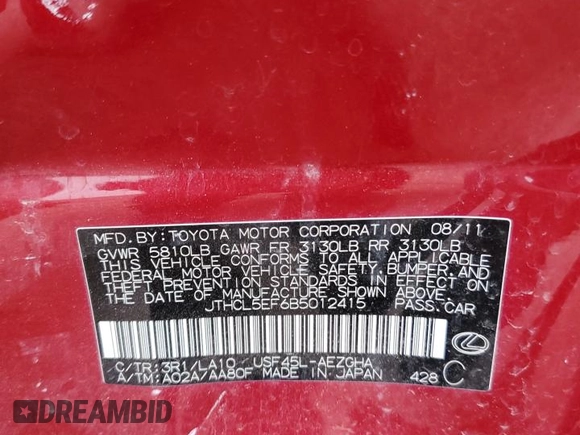 MFD. BY: TOYOTA MOTOR CORPORATION 08/11
GVWR 5810LB GAWR FR 3130LB RR 3130LB
THIS VEHICLE CONFORMS TO ALL APPLICABLE
FEDERAL MOTOR VEHICLE SAFETY, BUMPER, AND
THEFT PREVENTION STANDARDS IN EFFECT ON
THE DATE OF MANUFACTURE SHOWN ABOVE.
JTHCL5EF6B5012415 PASS. CAR
C/TR: 3R1/LA10 USF45L-AEZGHA
A/TM: A02A/AA80F MADE IN JAPAN 428 C
DREAMBID